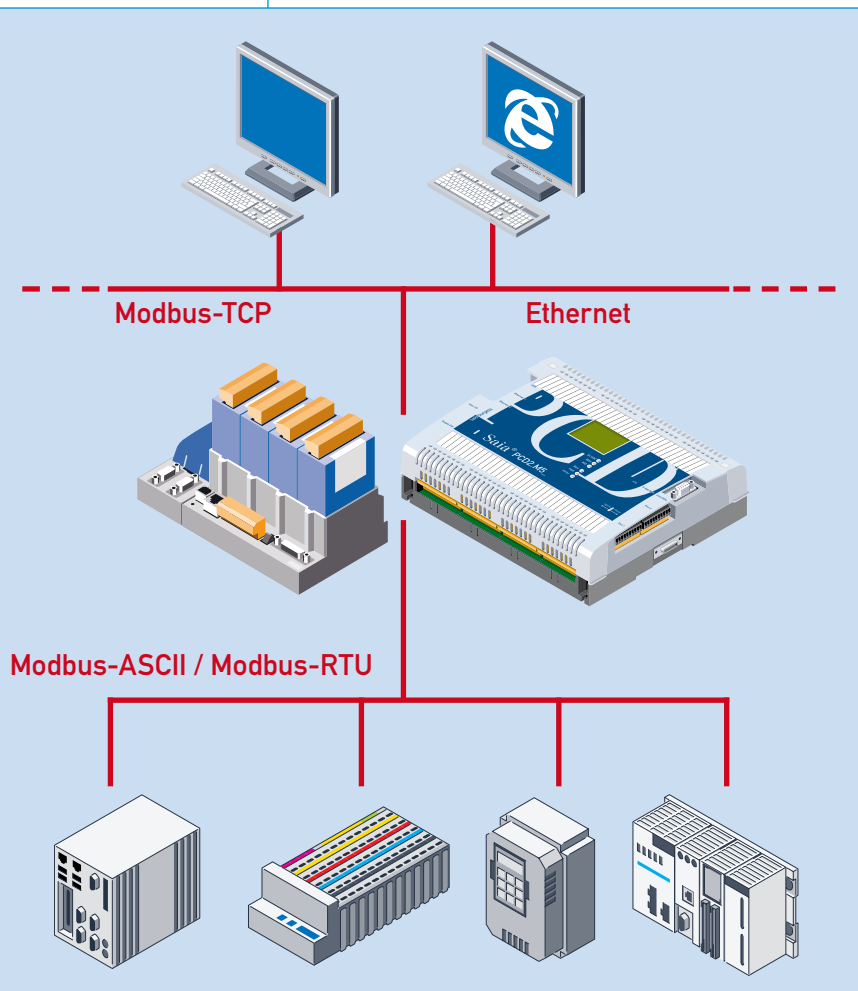 Modbus-TCP
Ethernet
PCD
Saia® PCD2.M5
Modbus-ASCII / Modbus-RTU